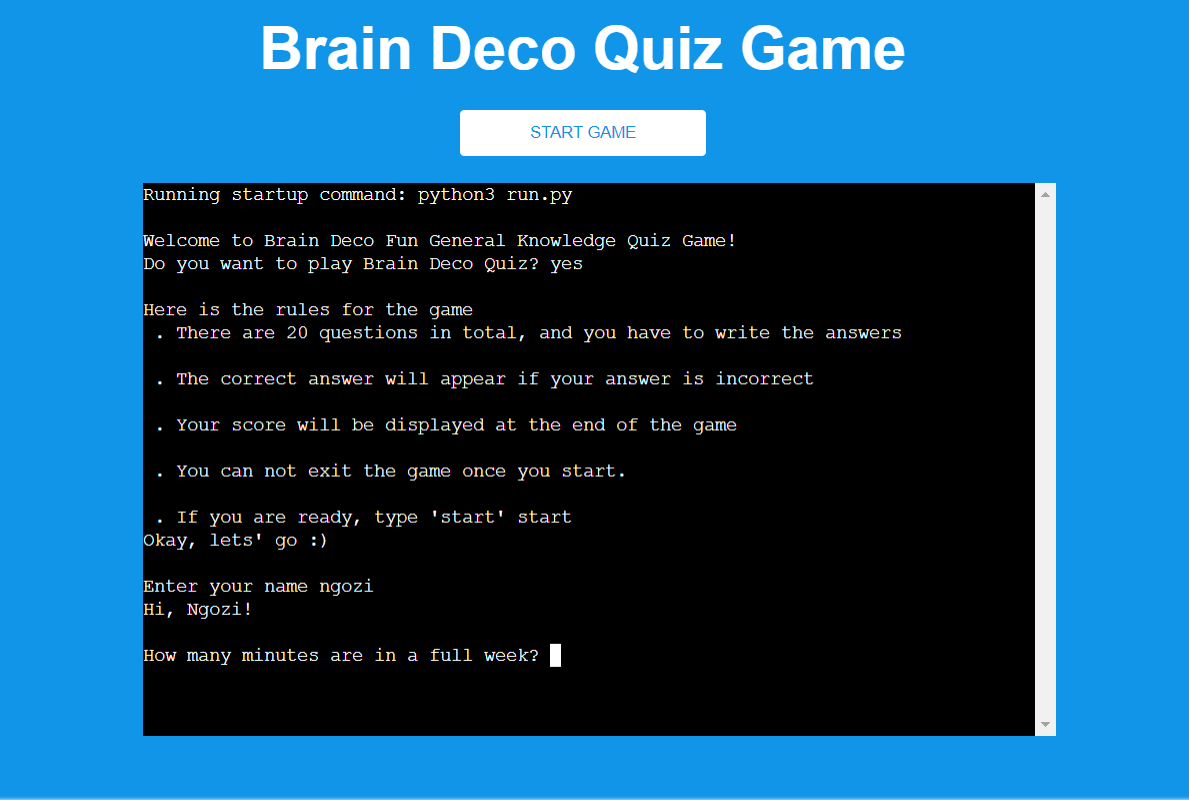 Brain Deco Quiz Game
START GAME
Running startup command: python3 run.py
Welcome to Brain Deco Fun General Knowledge Quiz Game!
Do you want to play Brain Deco Quiz? yes
Here is the rules for the game
. There are 20 questions in total, and you have to write the answers
. The correct answer will appear if your answer is incorrect
. Your score will be displayed at the end of the game
. You can not exit the game once you start.
. If you are ready, type 'start' start
Okay, lets' go :)
Enter your name ngozi
Hi, Ngozi!
How many minutes are in a full week?